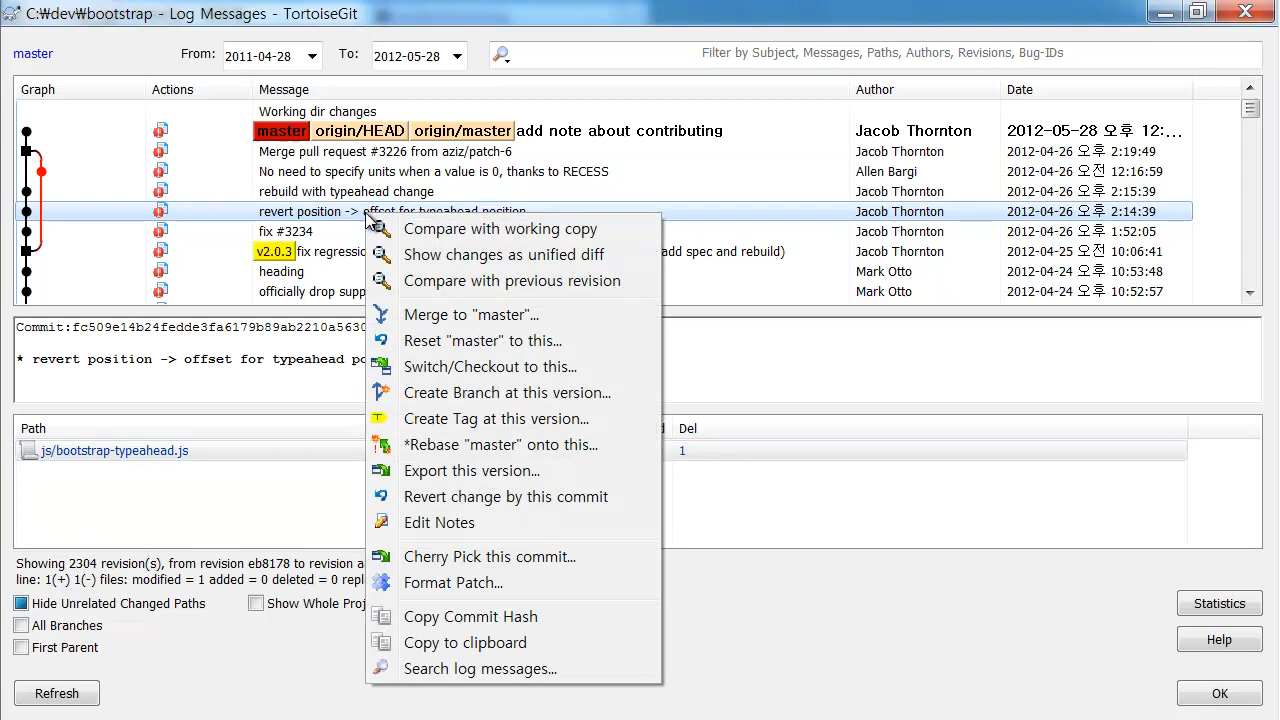 C:₩dev₩bootstrap - Log Messages - TortoiseGit
master From: 2011-04-28 To: 2012-05-28 Filter by Subject, Messages, Paths, Authors, Revisions, Bug-IDs
Graph Actions Message Author Date
Working dir changes
master origin/HEAD origin/master add note about contributing Jacob Thornton 2012-05-28 오후 12:...
Merge pull request #3226 from aziz/patch-6 Jacob Thornton 2012-04-26 오후 2:19:49
No need to specify units when a value is 0, thanks to RECESS Allen Bargi 2012-04-26 오후 12:16:59
rebuild with typeahead change Jacob Thornton 2012-04-26 오후 2:15:39
revert position -> offset for typeahead position Jacob Thornton 2012-04-26 오후 2:14:39
fix #3234 Jacob Thornton 2012-04-26 오후 1:52:05
v2.0.3 fix regressio add spec and rebuild) Jacob Thornton 2012-04-25 오후 10:06:41
heading Mark Otto 2012-04-24 오후 10:53:48
officially drop supp Mark Otto 2012-04-24 오후 10:52:57
Commit:fc509e14b24fedde3fa6179b89ab2210a5630
* revert position -> offset for typeahead po
Path Del
js/bootstrap-typeahead.js 1
Showing 2304 revision(s), from revision eb8178 to revision a
line: 1(+) 1(-) files: modified = 1 added = 0 deleted = 0 repl
Hide Unrelated Changed Paths Show Whole Proj
All Branches
First Parent
Refresh
Statistics
Help
OK
Compare with working copy
Show changes as unified diff
Compare with previous revision
Merge to "master"...
Reset "master" to this...
Switch/Checkout to this...
Create Branch at this version...
Create Tag at this version...
*Rebase "master" onto this...
Export this version...
Revert change by this commit
Edit Notes
Cherry Pick this commit...
Format Patch...
Copy Commit Hash
Copy to clipboard
Search log messages...